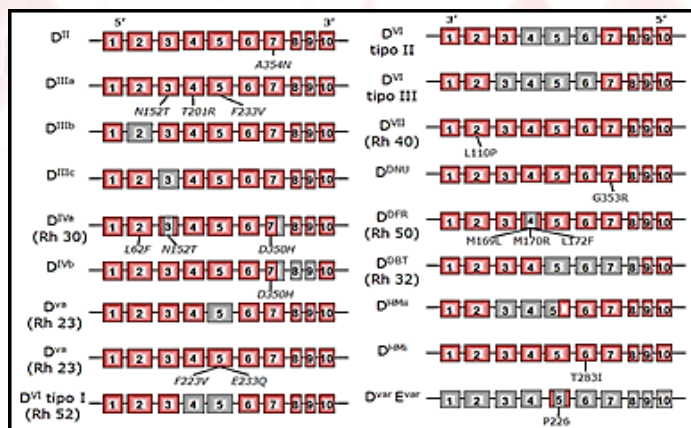 5' 3'
D^II 1 2 3 4 5 6 7 8 9 10
A354N
D^IIIa 1 2 3 4 5 6 7 8 9 10
N152T T201R F233V
D^IIIb 1 2 3 4 5 6 7 8 9 10
D^IIIc 1 2 3 4 5 6 7 8 9 10
D^IVa 1 2 3 4 5 6 7 8 9 10
(Rh 30)
L62F N152T D350H
D^IVb 1 2 3 4 5 6 7 8 9 10
D350H
D^va 1 2 3 4 5 6 7 8 9 10
(Rh 23)
D^va 1 2 3 4 5 6 7 8 9 10
(Rh 23)
F223V E233Q
D^VI tipo I 1 2 3 4 5 6 7 8 9 10
(Rh 52)
3' 5'
D^VI 1 2 3 4 5 6 7 8 9 10
tipo II
D^VI 1 2 3 4 5 6 7 8 9 10
tipo III
D^VII 1 2 3 4 5 6 7 8 9 10
(Rh 40)
L110P
D^DNU 1 2 3 4 5 6 7 8 9 10
G353R
D^DFR 1 2 3 4 5 6 7 8 9 10
(Rh 50)
M169L M170R L172F
D^DBT 1 2 3 4 5 6 7 8 9 10
(Rh 32)
D^HMa 1 2 3 4 5 6 7 8 9 10
D^HMi 1 2 3 4 5 6 7 8 9 10
T283I
D^var E^var 1 2 3 4 5 6 7 8 9 10
P226